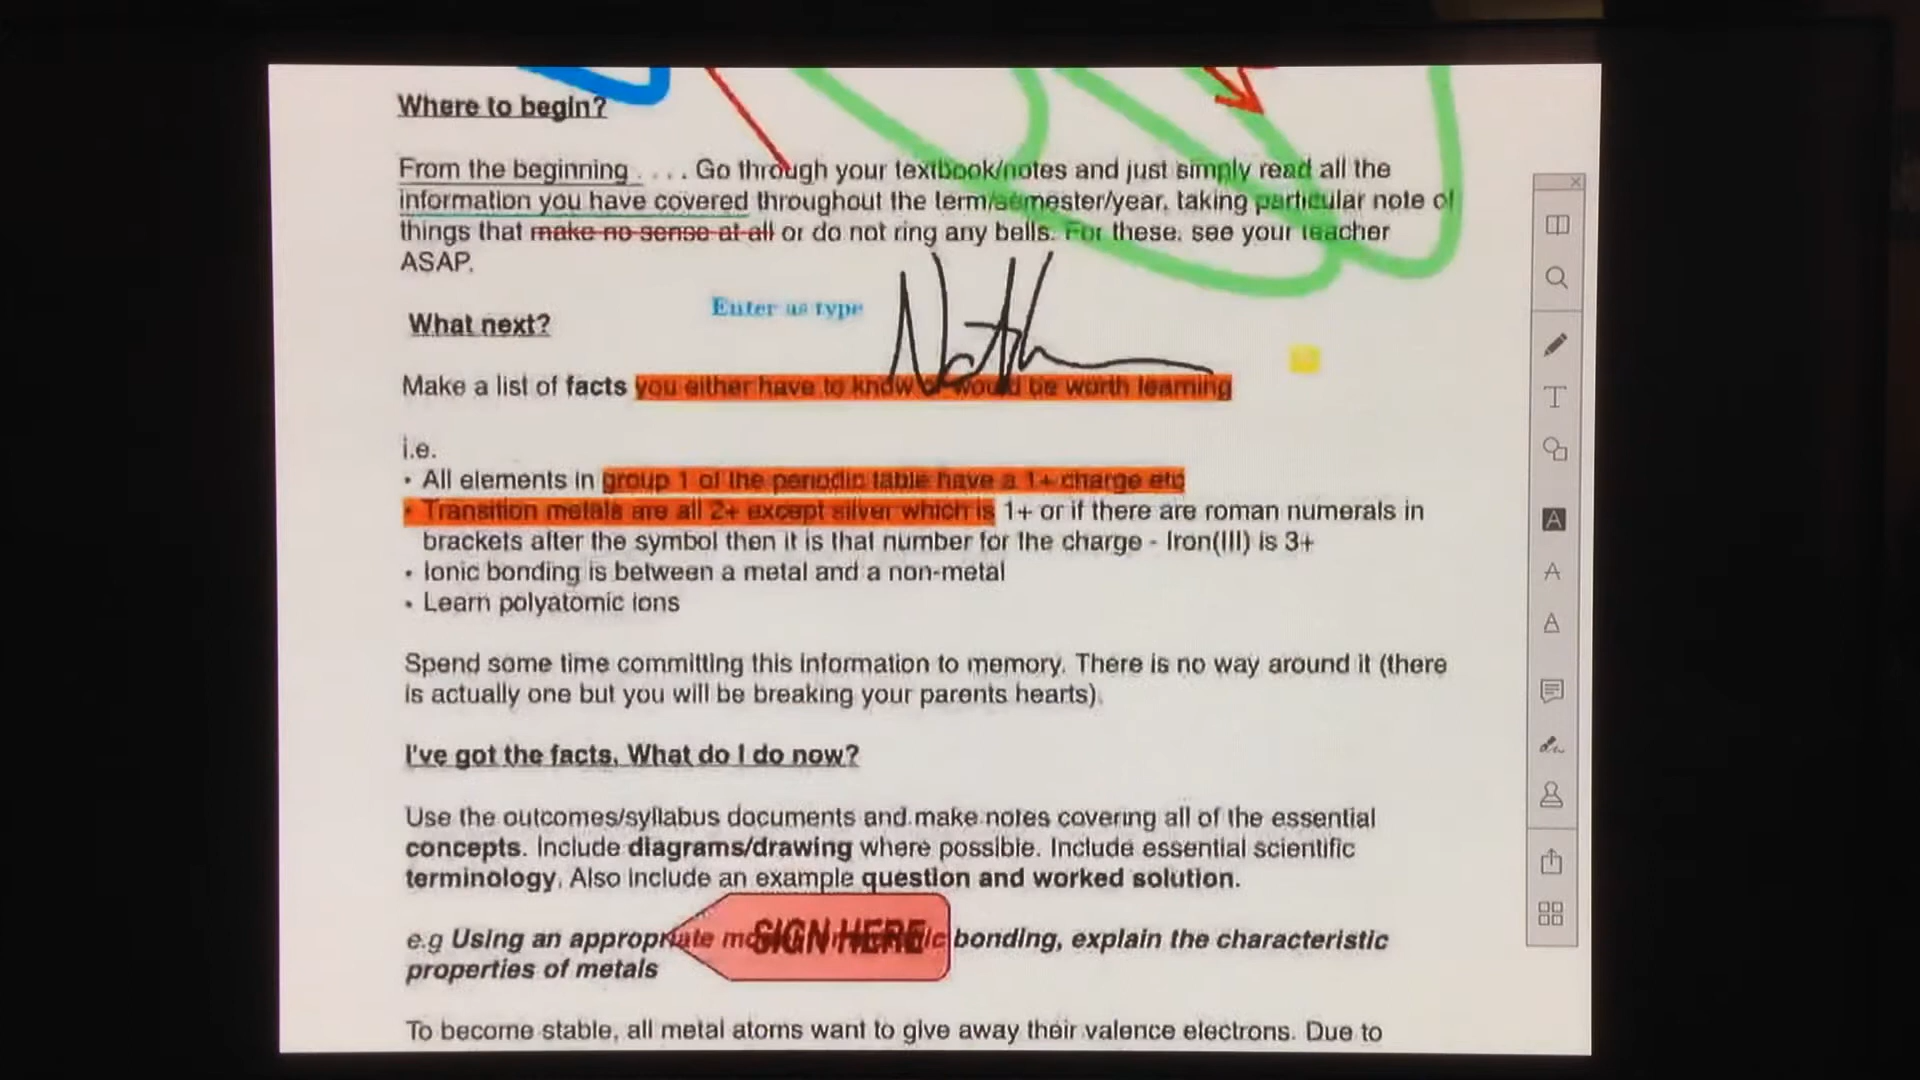 Where to begin?
From the beginning . . . . Go through your textbook/notes and just simply read all the
information you have covered throughout the term/semester/year, taking particular note of
things that make no sense at all or do not ring any bells. For these, see your teacher
ASAP.
Enter as type
Nath
What next?
Make a list of facts you either have to know or would be worth learning
i.e.
• All elements in group 1 of the periodic table have a 1+ charge etc
• Transition metals are all 2+ except silver which is 1+ or if there are roman numerals in
brackets after the symbol then it is that number for the charge - Iron(III) is 3+
• Ionic bonding is between a metal and a non-metal
• Learn polyatomic ions
Spend some time committing this information to memory. There is no way around it (there
is actually one but you will be breaking your parents hearts).
I've got the facts. What do I do now?
Use the outcomes/syllabus documents and make notes covering all of the essential
concepts. Include diagrams/drawing where possible. Include essential scientific
terminology. Also include an example question and worked solution.
e.g Using an appropriate bonding, explain the characteristic
SIGN HERE
properties of metals
To become stable, all metal atoms want to give away their valence electrons. Due to